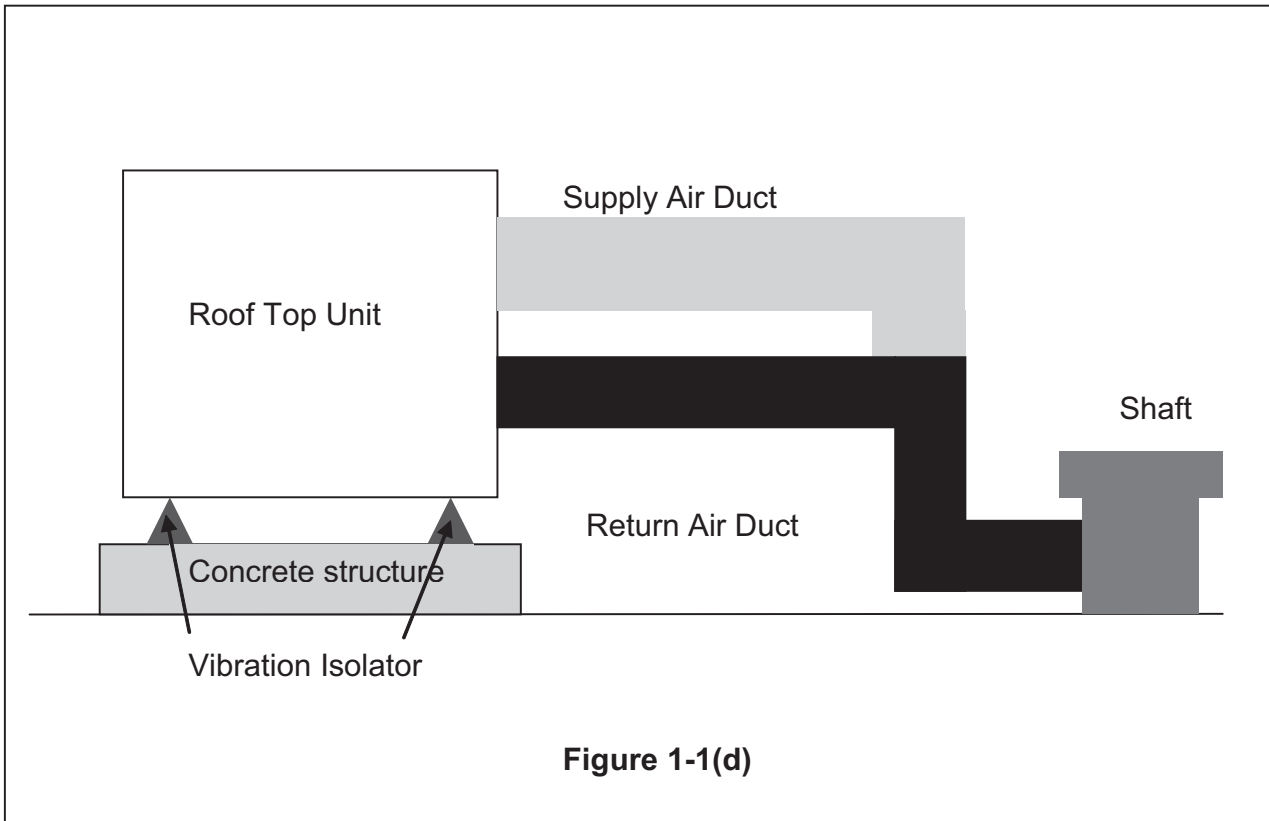 Supply Air Duct
Roof Top Unit
Shaft
Return Air Duct
Concrete structure
Vibration Isolator
Figure 1-1(d)